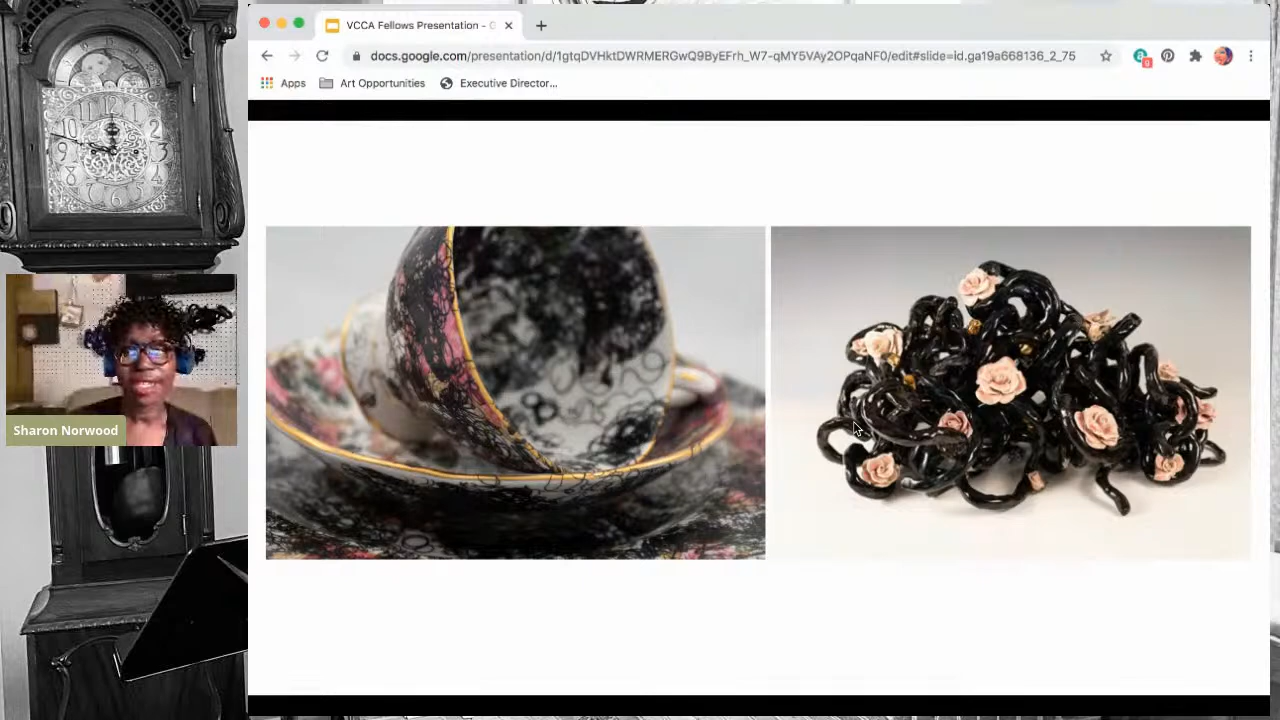 VCCA Fellows Presentation - G
docs.google.com/presentation/d/1gtqDVHktDWRMERGwQ9ByEFrh_W7-qMY5VAy2OPqaNF0/edit#slide=id.ga19a668136_2_75
Apps
Art Opportunities
Executive Director...
Sharon Norwood